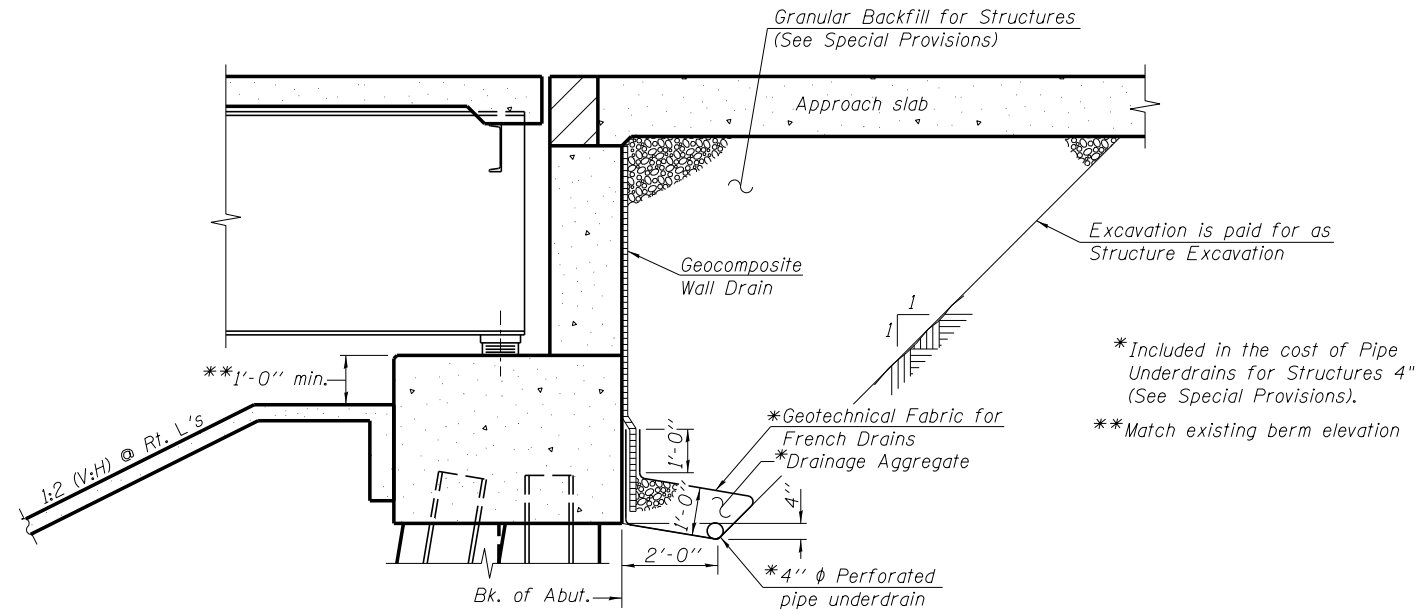 Granular Backfill for Structures
(See Special Provisions)
Approach slab
Excavation is paid for as
Structure Excavation
Geocomposite
Wall Drain
1
1
**1'-0" min.
*Included in the cost of Pipe
Underdrains for Structures 4"
(See Special Provisions).
**Match existing berm elevation
*Geotechnical Fabric for
French Drains
*Drainage Aggregate
1'-0"
1'-0"
4"
1:2 (V:H) @ Rt. L's
2'-0"
*4" ϕ Perforated
pipe underdrain
Bk. of Abut.